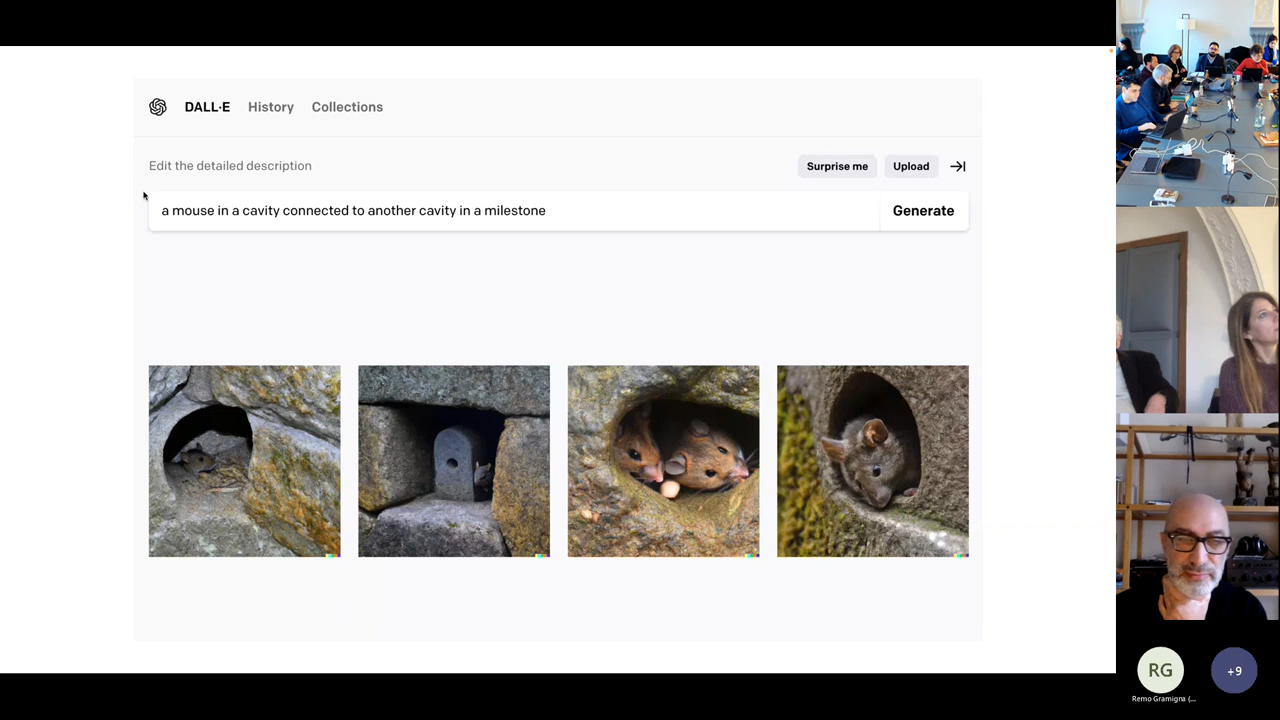 DALL·E History Collections
Edit the detailed description
Surprise me
Upload
a mouse in a cavity connected to another cavity in a milestone
Generate
RG
+9
Remo Gramigna (...